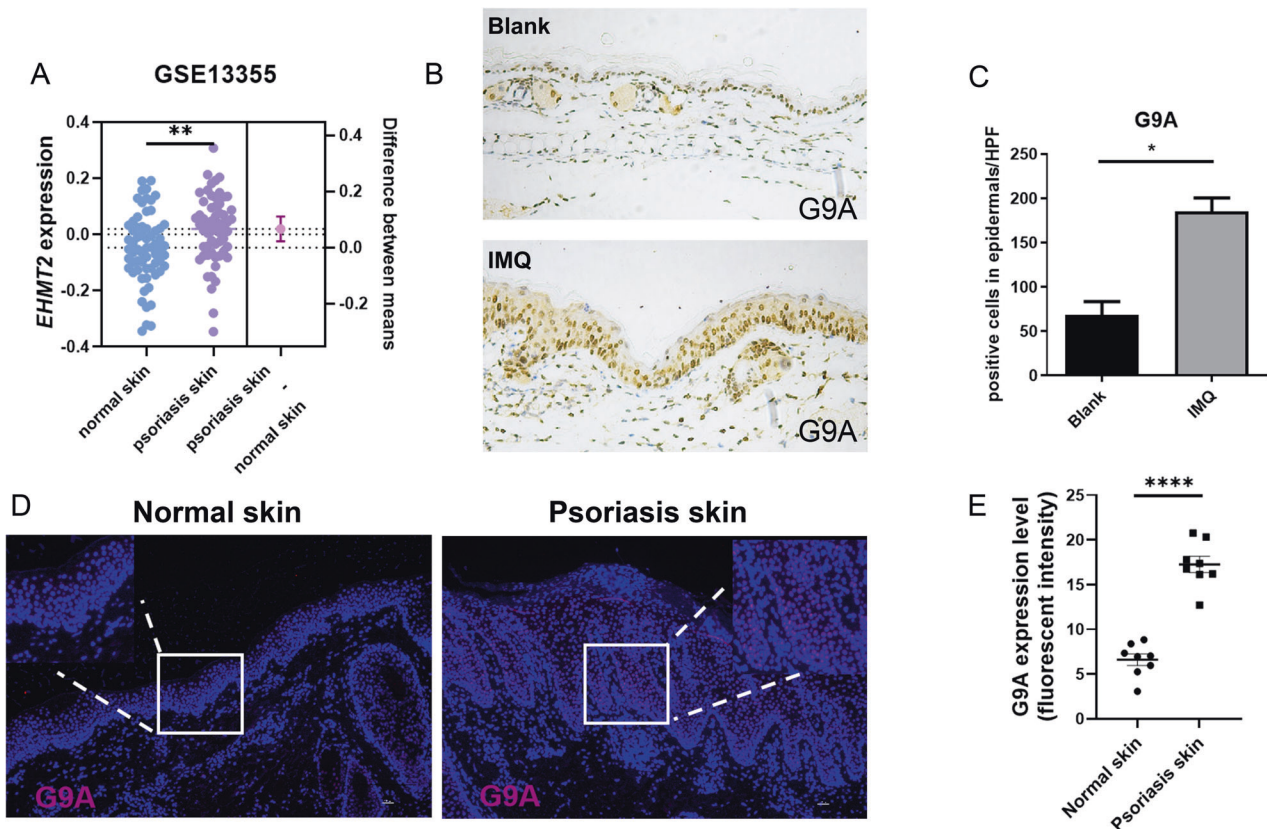 A
GSE13355
EHMT2 expression
0.4
0.2
0.0
-0.2
-0.4
**
0.4
0.2
0.0
-0.2
Difference between means
normal skin
psoriasis skin
psoriasis skin
-
normal skin
B
Blank
G9A
IMQ
G9A
C
G9A
positive cells in epidermals/HPF
250
200
150
100
50
0
*
Blank
IMQ
D
Normal skin
G9A
Psoriasis skin
G9A
E
G9A expression level
(fluorescent intensity)
25
20
15
10
5
0
****
Normal skin
Psoriasis skin